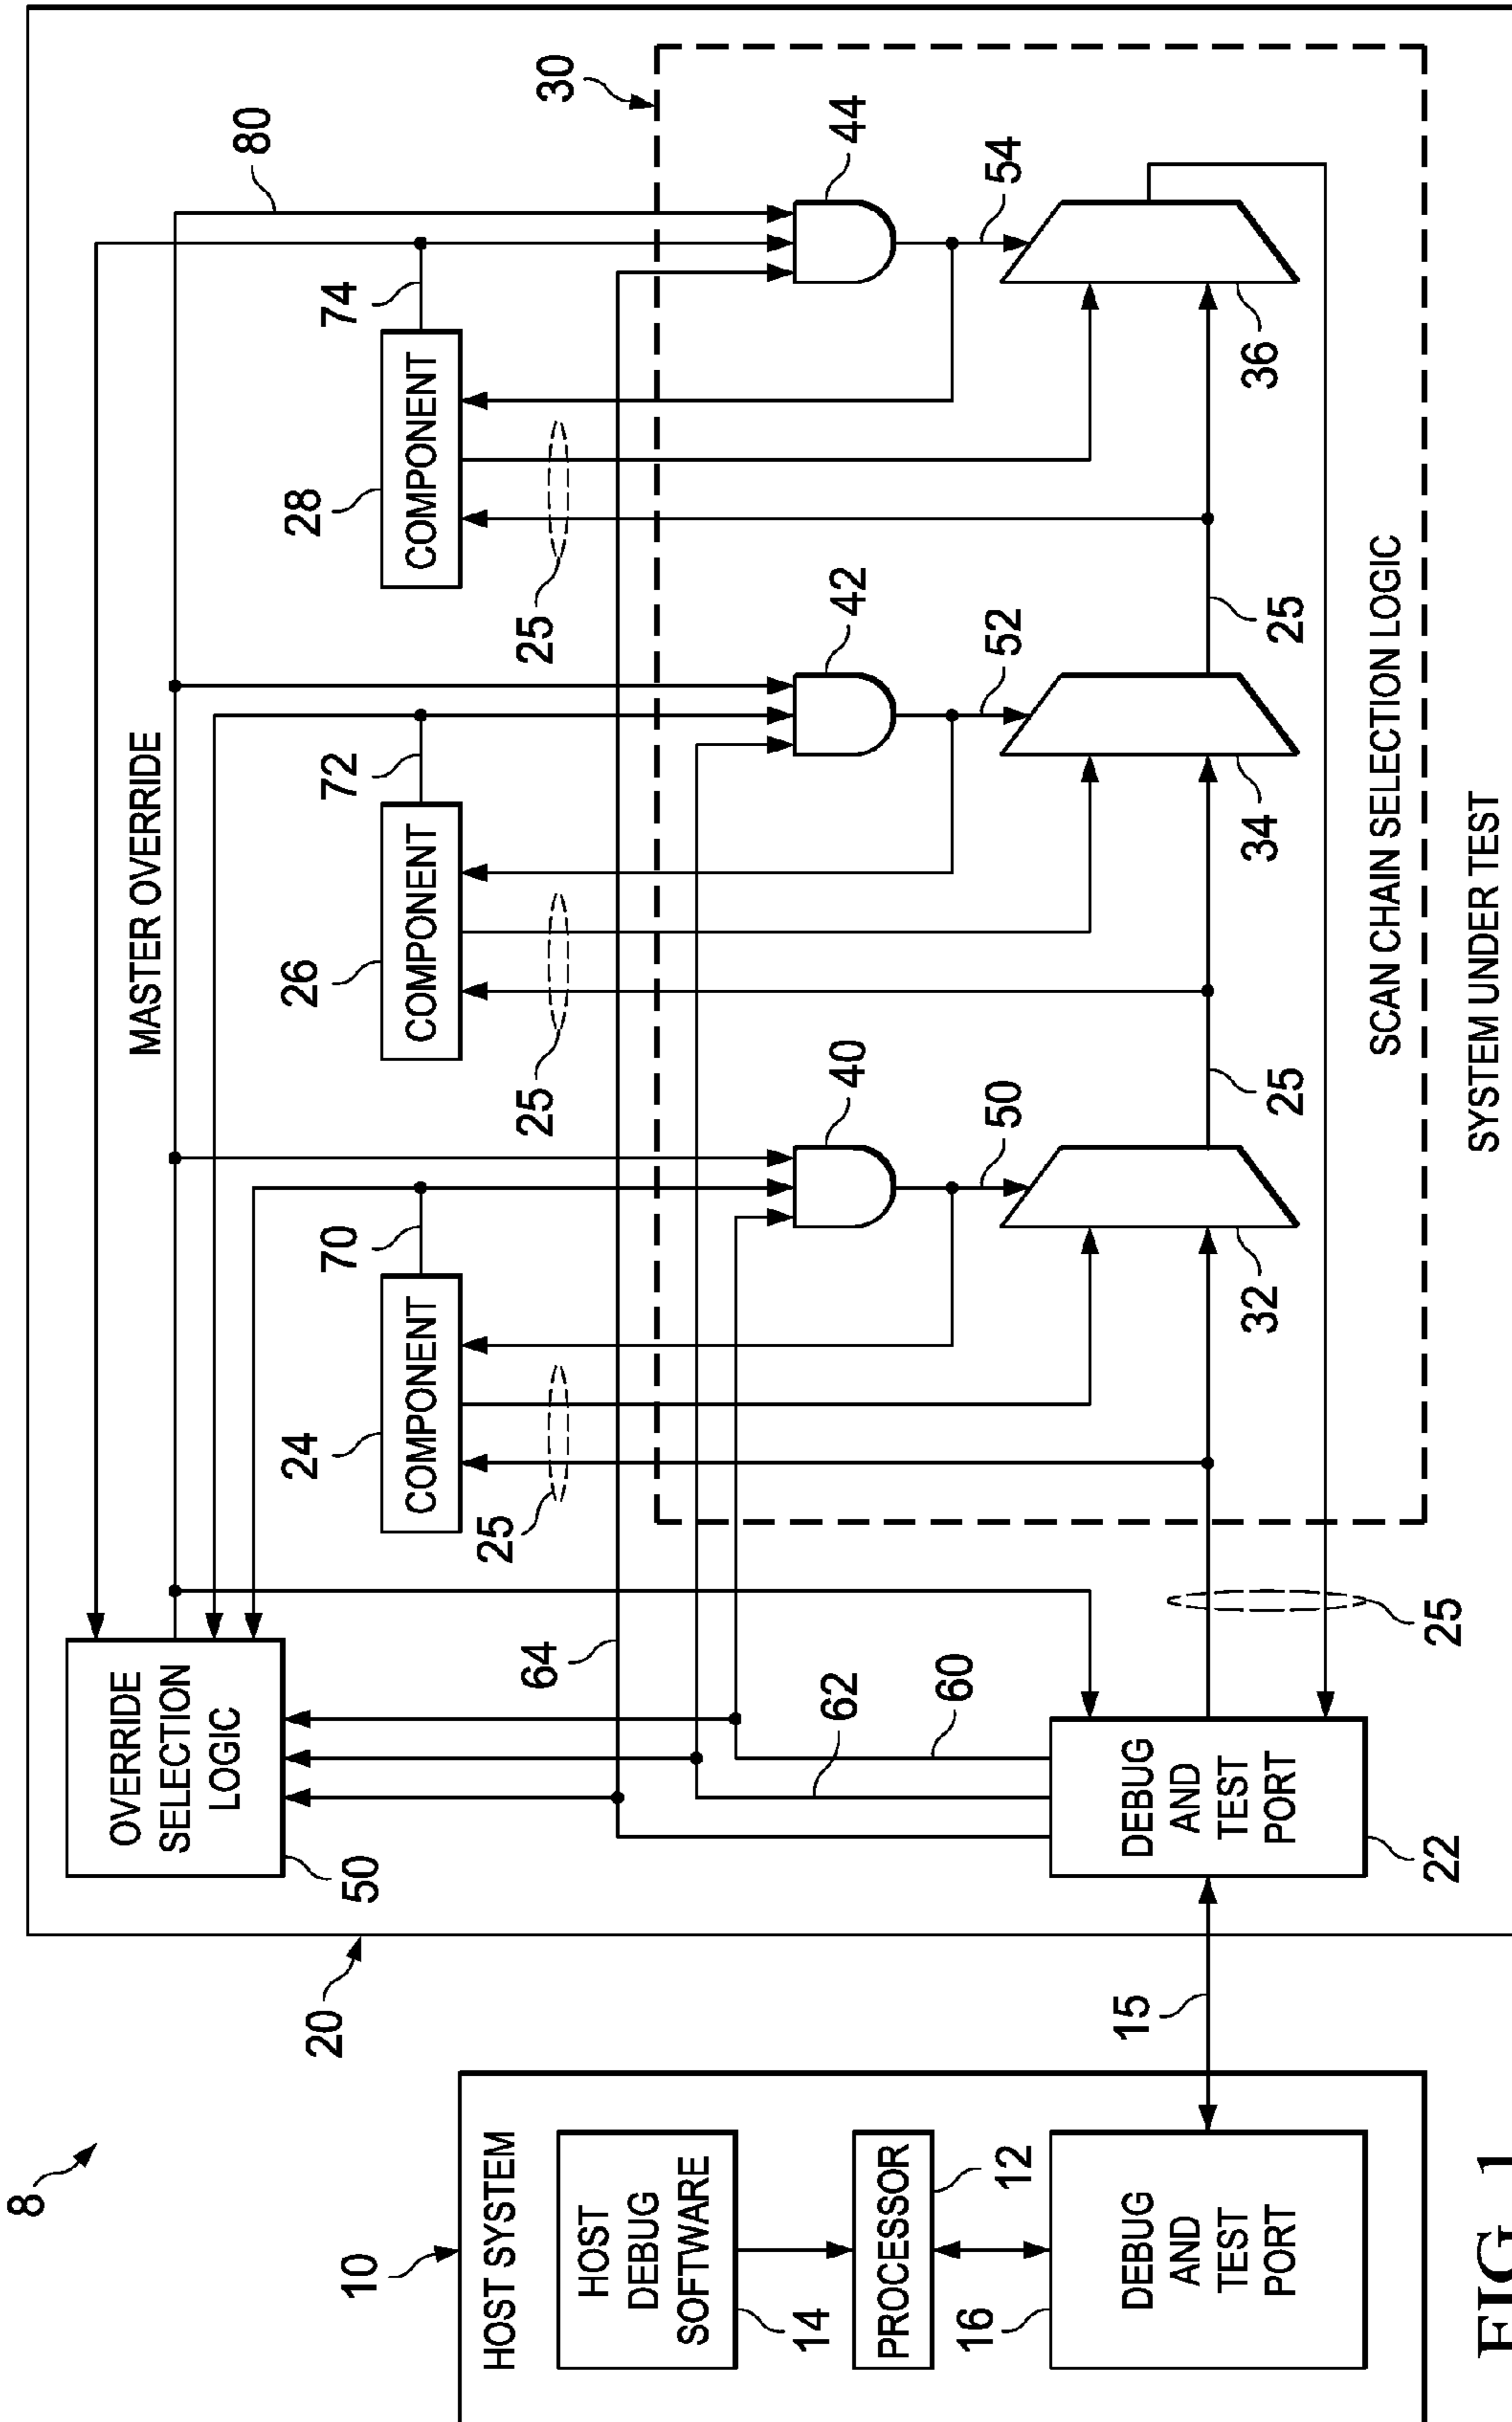 8
10
HOST SYSTEM
HOST
DEBUG
SOFTWARE
14
PROCESSOR
12
16
DEBUG
AND
TEST
PORT
15
20
OVERRIDE
SELECTION
LOGIC
50
MASTER OVERRIDE
80
64
62
60
DEBUG
AND
TEST
PORT
22
25
24
COMPONENT
70
25
26
COMPONENT
72
25
28
COMPONENT
74
25
30
40
50
32
25
42
52
34
25
44
54
36
SCAN CHAIN SELECTION LOGIC
SYSTEM UNDER TEST
FIG. 1